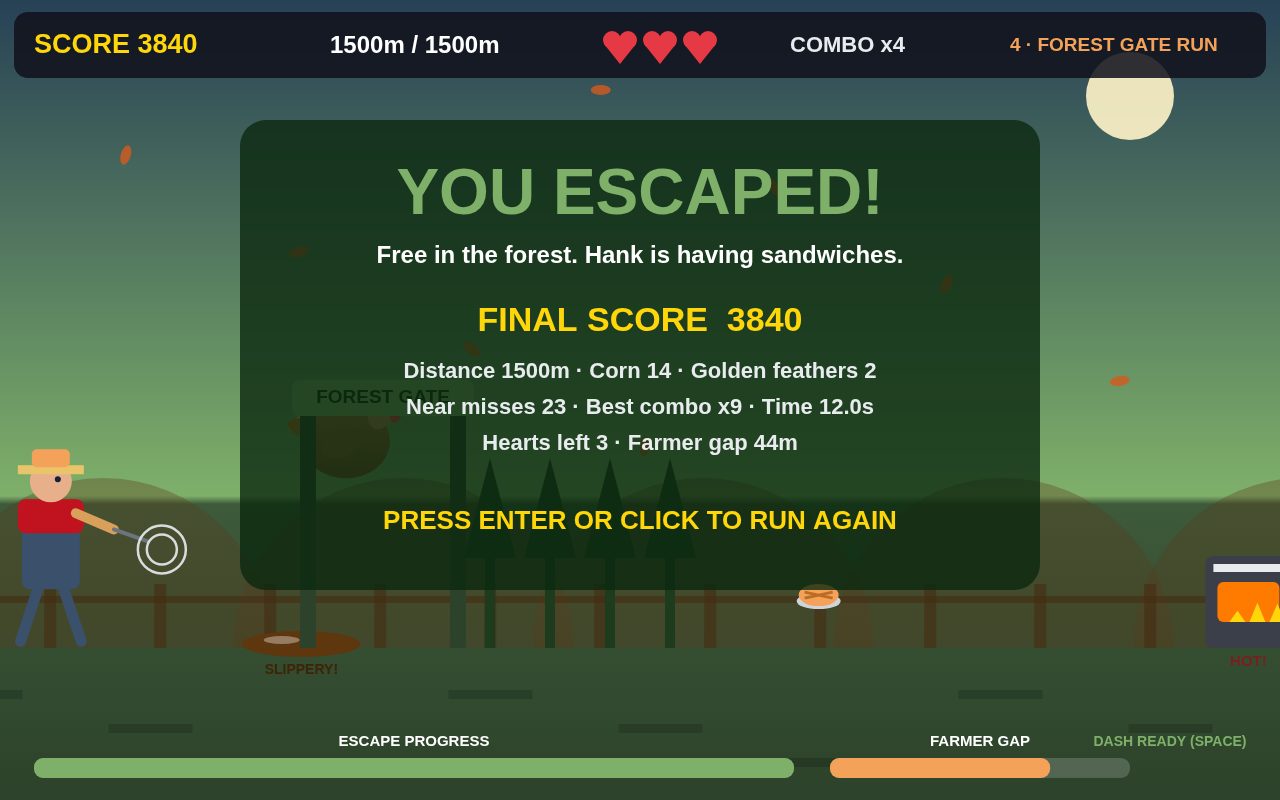 SCORE 3840
1500m / 1500m
COMBO x4
4 · FOREST GATE RUN
YOU ESCAPED!
Free in the forest. Hank is having sandwiches.
FINAL SCORE 3840
Distance 1500m · Corn 14 · Golden feathers 2
FOREST GATE
Near misses 23 · Best combo x9 · Time 12.0s
Hearts left 3 · Farmer gap 44m
PRESS ENTER OR CLICK TO RUN AGAIN
SLIPPERY!
HOT!
ESCAPE PROGRESS
FARMER GAP
DASH READY (SPACE)